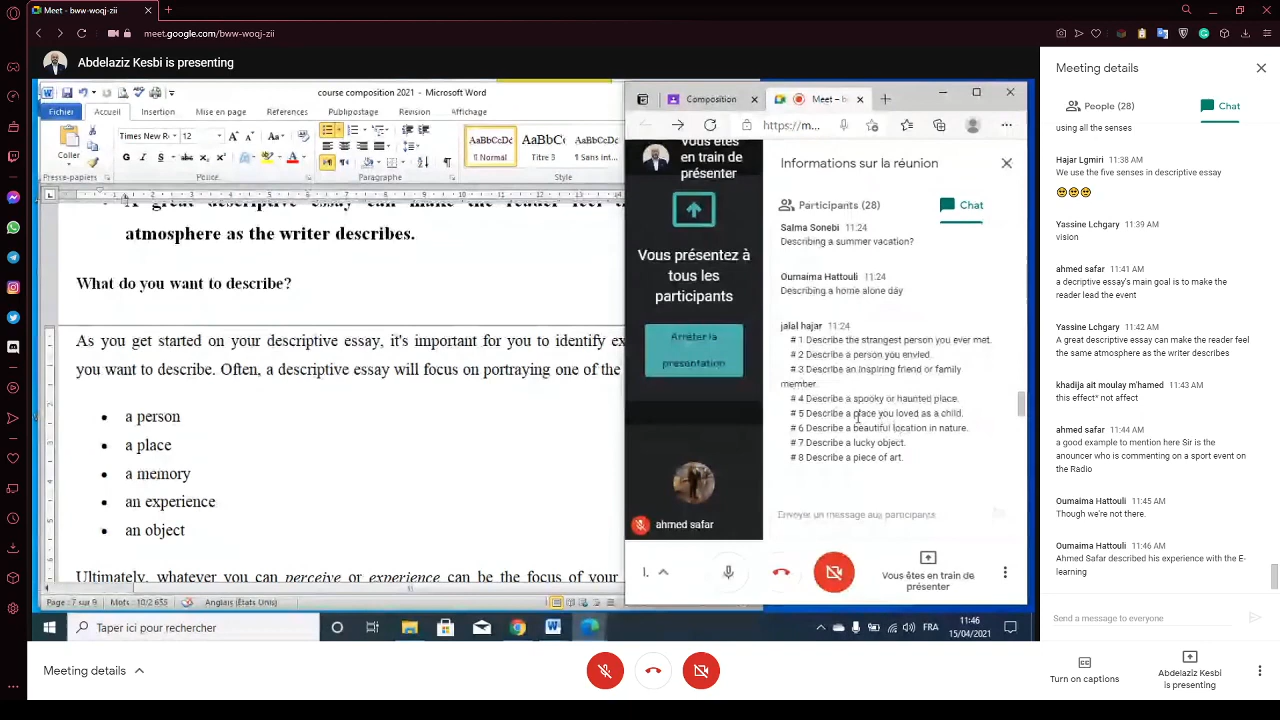 Meet - bww-woqj-zii
meet.google.com/bww-woqj-zii
Abdelaziz Kesbi is presenting
course composition 2021 - Microsoft Word
Fichier
Accueil
Insertion
Mise en page
Références
Publipostage
Révision
Affichage
Coller
Times New R
12
AaBbCcDc
AaBbC
AaBbCcDc
¶ Normal
Titre 3
¶ Sans int...
Presse-papiers
Police
Paragraphe
Style
A great descriptive essay can make the reader feel the
atmosphere as the writer describes.
What do you want to describe?
As you get started on your descriptive essay, it's important for you to identify ex
you want to describe. Often, a descriptive essay will focus on portraying one of the
• a person
• a place
• a memory
• an experience
• an object
Ultimately, whatever you can perceive or experience can be the focus of your
Page : 7 sur 9
Mots : 10/2 655
Anglais (États Unis)
Composition
Meet – b
https://m...
Vous êtes
en train de
présenter
Vous présentez à
tous les
participants
Arrêter la
présentation
ahmed safar
Informations sur la réunion
Participants (28)
Chat
Salma Sonebi 11:24
Describing a summer vacation?
Oumaima Hattouli 11:24
Describing a home alone day
jalal hajar 11:24
# 1 Describe the strangest person you ever met.
# 2 Describe a person you envied.
# 3 Describe an inspiring friend or family
member.
# 4 Describe a spooky or haunted place.
# 5 Describe a place you loved as a child.
# 6 Describe a beautiful location in nature.
# 7 Describe a lucky object.
# 8 Describe a piece of art.
Envoyer un message aux participants
I.
Vous êtes en train de
présenter
Taper ici pour rechercher
FRA
11:46
15/04/2021
Meeting details
People (28)
Chat
using all the senses
Hajar Lgmiri 11:38 AM
We use the five senses in descriptive essay
Yassine Lchgary 11:39 AM
vision
ahmed safar 11:41 AM
a decriptive essay's main goal is to make the
reader lead the event
Yassine Lchgary 11:42 AM
A great descriptive essay can make the reader feel
the same atmosphere as the writer describes
khadija ait moulay m'hamed 11:43 AM
this effect* not affect
ahmed safar 11:44 AM
a good example to mention here Sir is the
anouncer who is commenting on a sport event on
the Radio
Oumaima Hattouli 11:45 AM
Though we're not there.
Oumaima Hattouli 11:46 AM
Ahmed Safar described his experience with the E-
learning
Send a message to everyone
Meeting details
Turn on captions
Abdelaziz Kesbi
is presenting